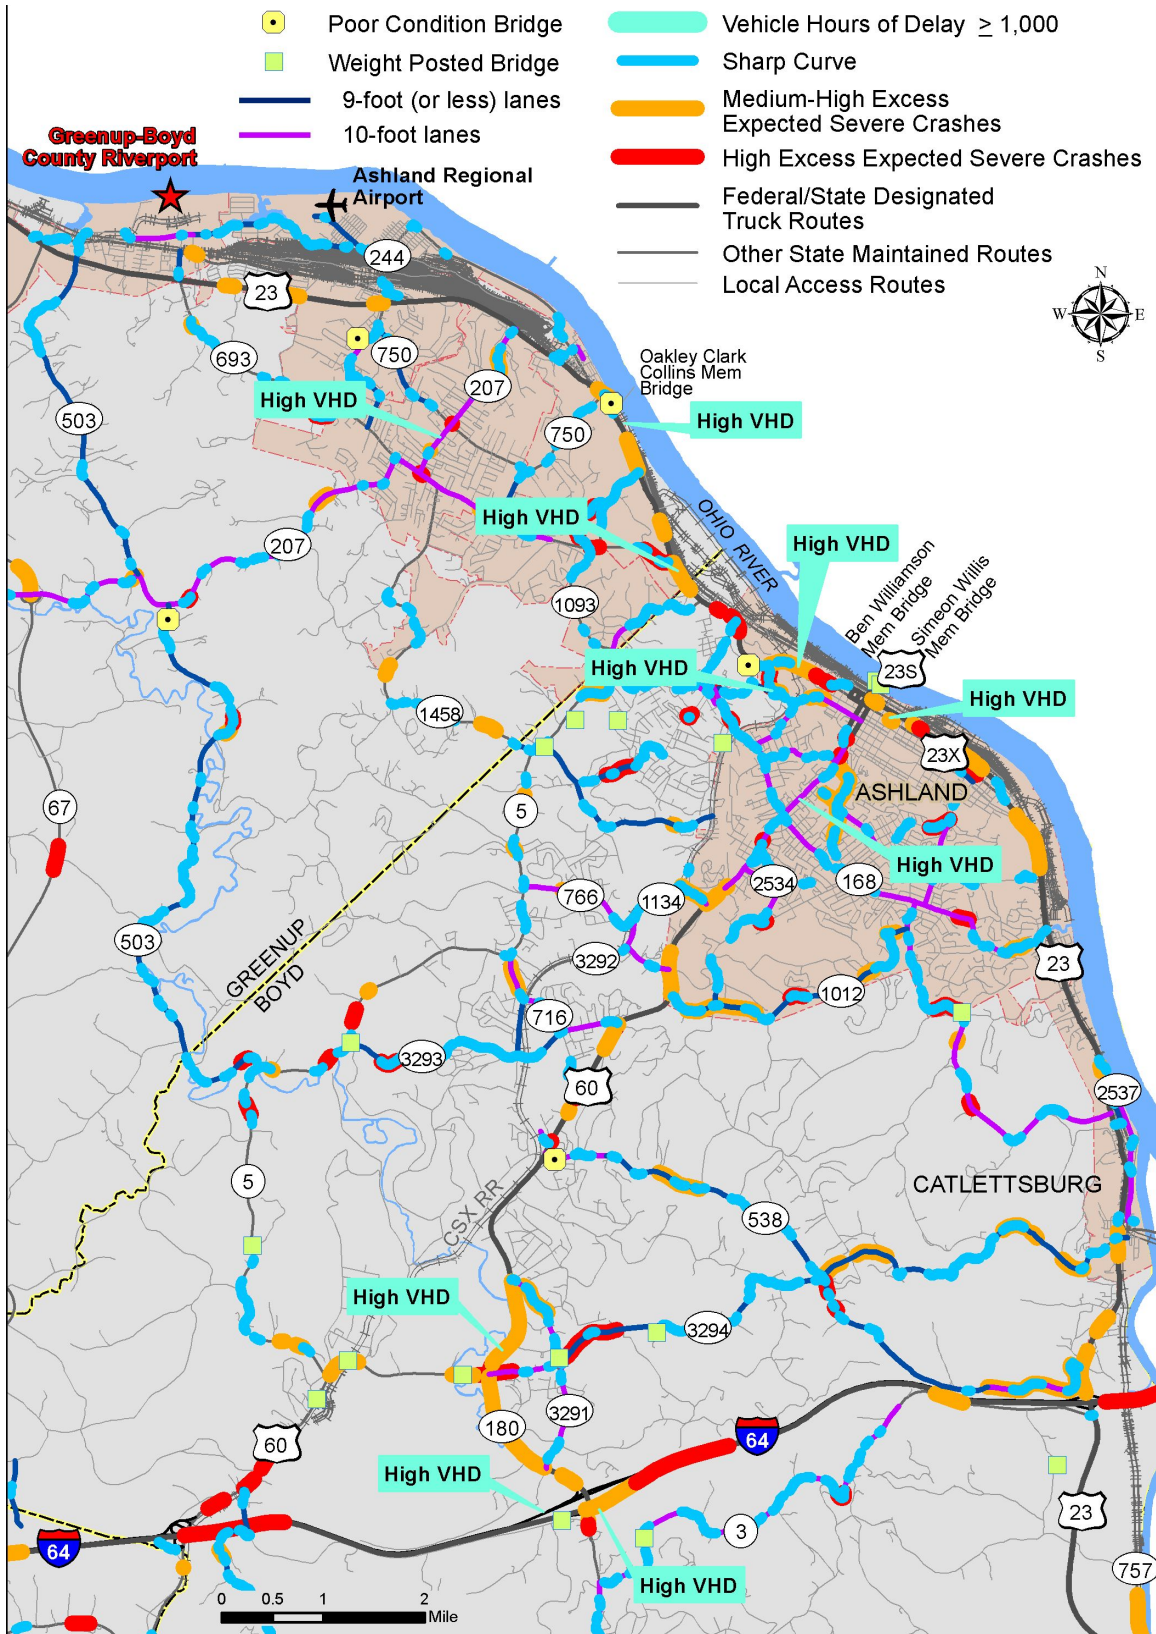 Poor Condition Bridge
Weight Posted Bridge
9-foot (or less) lanes
10-foot lanes
Vehicle Hours of Delay ≥ 1,000
Sharp Curve
Medium-High Excess
Expected Severe Crashes
High Excess Expected Severe Crashes
Federal/State Designated
Truck Routes
Other State Maintained Routes
Local Access Routes
Greenup-Boyd
County Riverport
Ashland Regional
Airport
N
W E
S
244
23
693
750
207
Oakley Clark
Collins Mem
Bridge
High VHD
High VHD
503
750
High VHD
OHIO RIVER
High VHD
207
Ben Williamson
Mem Bridge
Simeon Willis
Mem Bridge
1093
High VHD
23S
High VHD
1458
23X
67
5
ASHLAND
High VHD
766
1134
2534
168
503
GREENUP
BOYD
3292
23
1012
716
3293
60
2537
5
CATLETTSBURG
538
CSX RR
High VHD
3294
180
3291
60
64
High VHD
3
23
64
High VHD
757
0 0.5 1 2
Mile